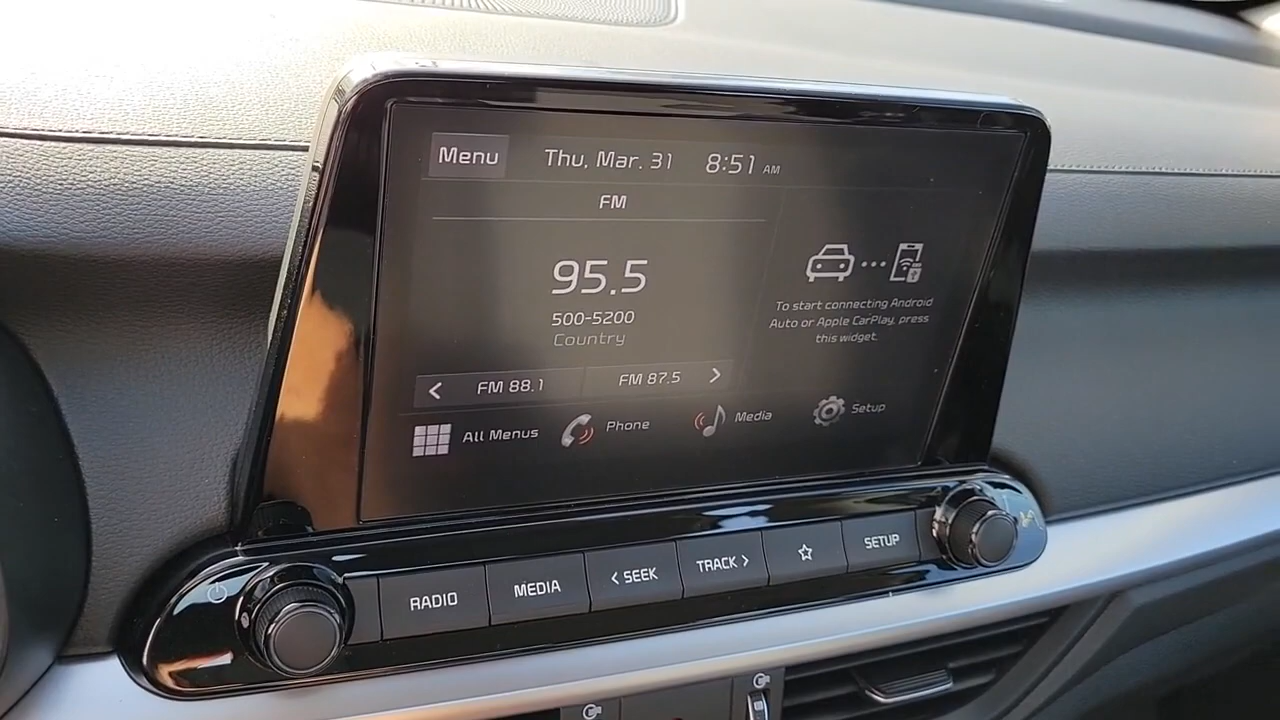 Menu Thu, Mar. 31 8:51 AM
FM
95.5
500-5200
Country
To start connecting Android
Auto or Apple CarPlay, press
this widget.
< FM 88.1 FM 87.5 >
All Menus Phone Media Setup
RADIO MEDIA < SEEK TRACK > ☆ SETUP